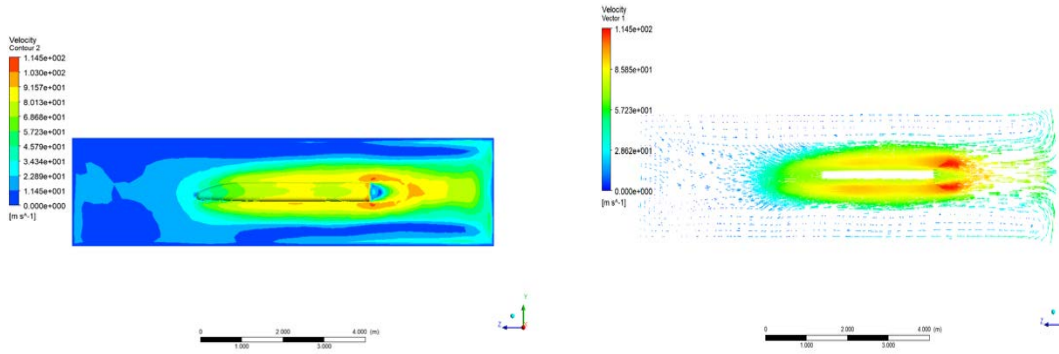 Velocity
Contour 2
1.145e+002
1.030e+002
9.157e+001
8.013e+001
6.868e+001
5.723e+001
4.579e+001
3.434e+001
2.289e+001
1.145e+001
0.000e+000
[m s^-1]
0 2.000 4.000 (m)
1.000 3.000
Y
Z
Velocity
Vector 1
1.145e+002
8.585e+001
5.723e+001
2.862e+001
0.000e+000
[m s^-1]
0 2.000 4.000 (m)
1.000 3.000
Z